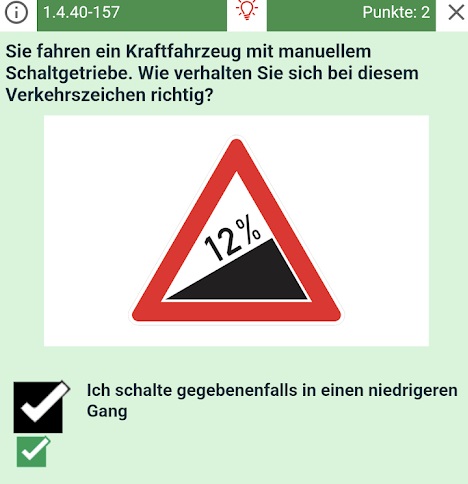 1.4.40-157
Punkte: 2
Sie fahren ein Kraftfahrzeug mit manuellem
Schaltgetriebe. Wie verhalten Sie sich bei diesem
Verkehrszeichen richtig?
12%
Ich schalte gegebenenfalls in einen niedrigeren
Gang